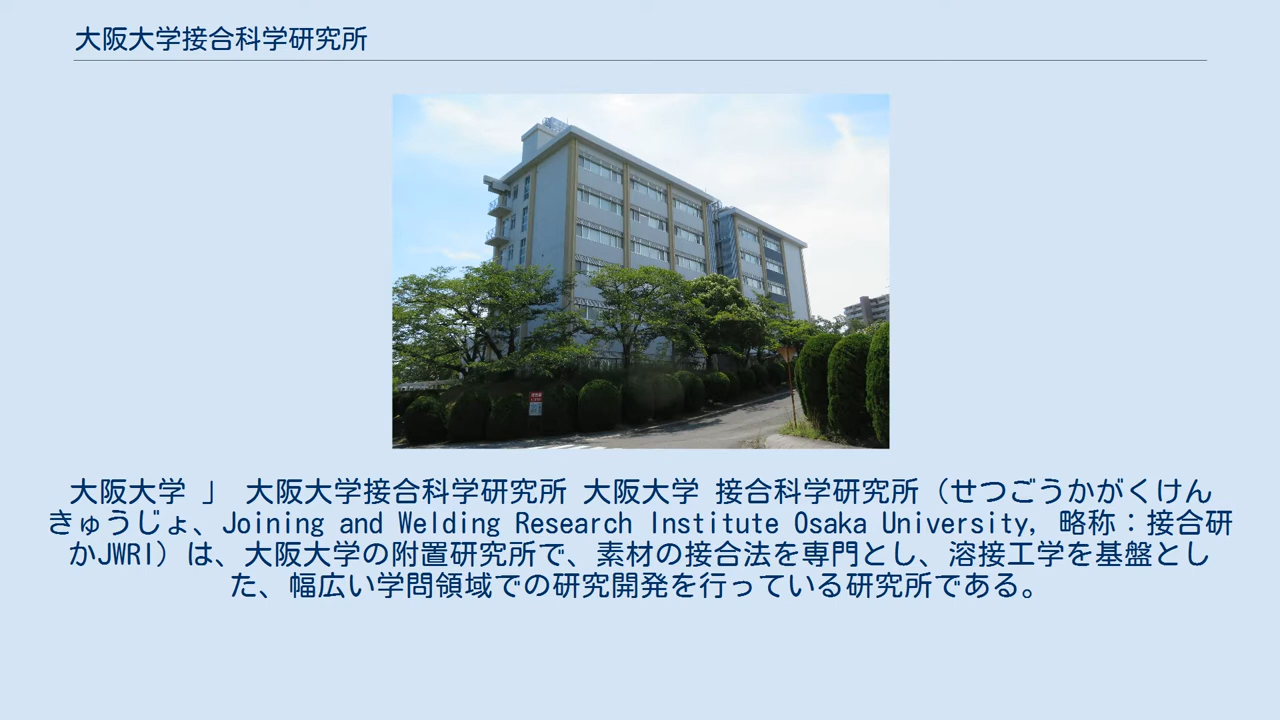 大阪大学接合科学研究所
大阪大学 」 大阪大学接合科学研究所 大阪大学 接合科学研究所（せつごうかがくけん
きゅうじょ、Joining and Welding Research Institute Osaka University, 略称：接合研
かJWRI）は、大阪大学の附置研究所で、素材の接合法を専門とし、溶接工学を基盤とし
た、幅広い学問領域での研究開発を行っている研究所である。